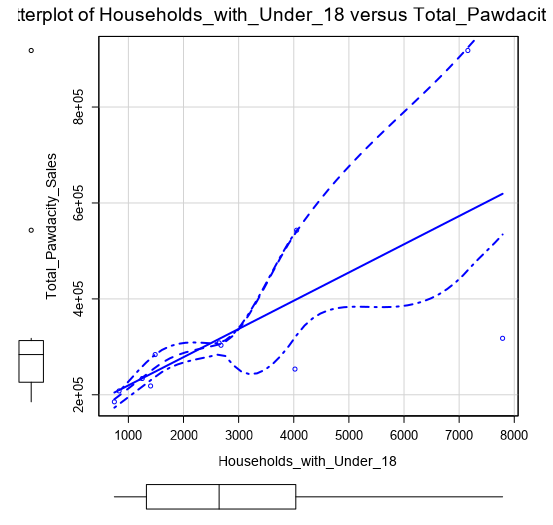 tterplot of Households_with_Under_18 versus Total_Pawdacit
Total_Pawdacity_Sales
8e+05
6e+05
4e+05
2e+05
1000 2000 3000 4000 5000 6000 7000 8000
Households_with_Under_18